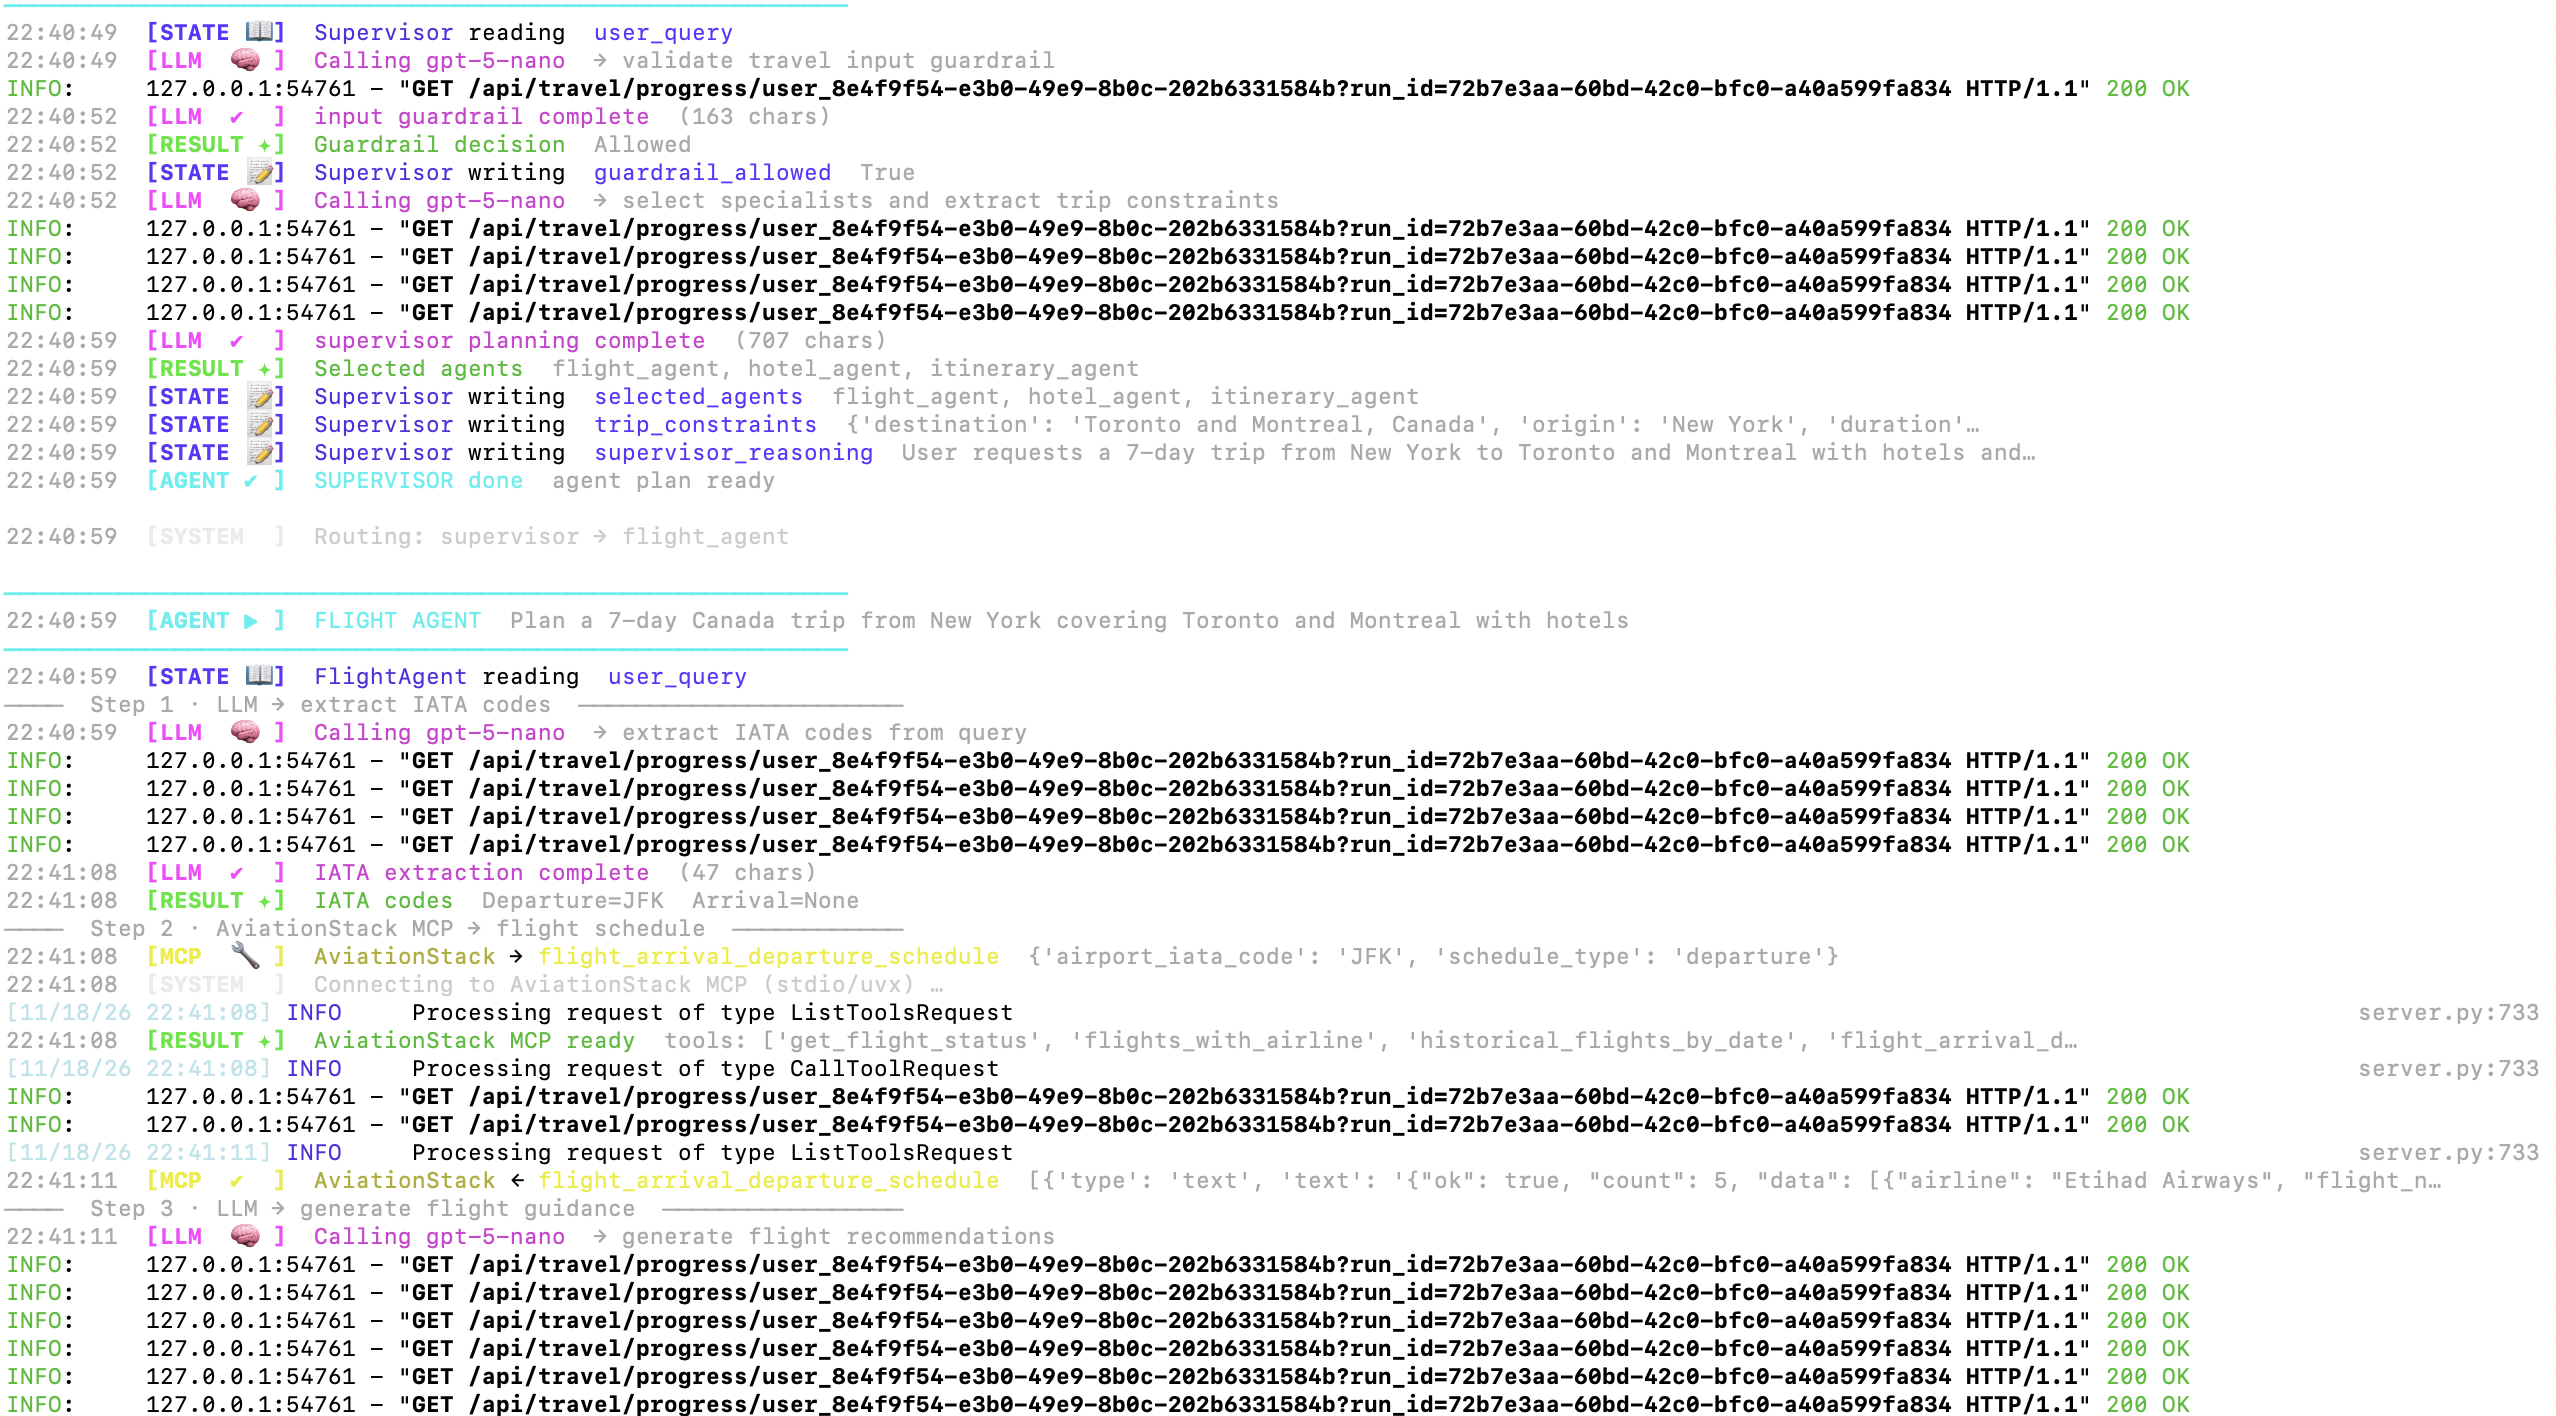 22:40:49 [STATE 📖] Supervisor reading user_query
22:40:49 [LLM 🧠 ] Calling gpt-5-nano → validate travel input guardrail
INFO: 127.0.0.1:54761 - "GET /api/travel/progress/user_8e4f9f54-e3b0-49e9-8b0c-202b6331584b?run_id=72b7e3aa-60bd-42c0-bfc0-a40a599fa834 HTTP/1.1" 200 OK
22:40:52 [LLM ✔ ] input guardrail complete (163 chars)
22:40:52 [RESULT ✦] Guardrail decision Allowed
22:40:52 [STATE 📝] Supervisor writing guardrail_allowed True
22:40:52 [LLM 🧠 ] Calling gpt-5-nano → select specialists and extract trip constraints
INFO: 127.0.0.1:54761 - "GET /api/travel/progress/user_8e4f9f54-e3b0-49e9-8b0c-202b6331584b?run_id=72b7e3aa-60bd-42c0-bfc0-a40a599fa834 HTTP/1.1" 200 OK
INFO: 127.0.0.1:54761 - "GET /api/travel/progress/user_8e4f9f54-e3b0-49e9-8b0c-202b6331584b?run_id=72b7e3aa-60bd-42c0-bfc0-a40a599fa834 HTTP/1.1" 200 OK
INFO: 127.0.0.1:54761 - "GET /api/travel/progress/user_8e4f9f54-e3b0-49e9-8b0c-202b6331584b?run_id=72b7e3aa-60bd-42c0-bfc0-a40a599fa834 HTTP/1.1" 200 OK
INFO: 127.0.0.1:54761 - "GET /api/travel/progress/user_8e4f9f54-e3b0-49e9-8b0c-202b6331584b?run_id=72b7e3aa-60bd-42c0-bfc0-a40a599fa834 HTTP/1.1" 200 OK
22:40:59 [LLM ✔ ] supervisor planning complete (707 chars)
22:40:59 [RESULT ✦] Selected agents flight_agent, hotel_agent, itinerary_agent
22:40:59 [STATE 📝] Supervisor writing selected_agents flight_agent, hotel_agent, itinerary_agent
22:40:59 [STATE 📝] Supervisor writing trip_constraints {'destination': 'Toronto and Montreal, Canada', 'origin': 'New York', 'duration'…
22:40:59 [STATE 📝] Supervisor writing supervisor_reasoning User requests a 7-day trip from New York to Toronto and Montreal with hotels and…
22:40:59 [AGENT ✔ ] SUPERVISOR done agent plan ready
22:40:59 [SYSTEM ] Routing: supervisor → flight_agent
22:40:59 [AGENT ▶ ] FLIGHT AGENT Plan a 7-day Canada trip from New York covering Toronto and Montreal with hotels
22:40:59 [STATE 📖] FlightAgent reading user_query
──── Step 1 · LLM → extract IATA codes ───────────────────────
22:40:59 [LLM 🧠 ] Calling gpt-5-nano → extract IATA codes from query
INFO: 127.0.0.1:54761 - "GET /api/travel/progress/user_8e4f9f54-e3b0-49e9-8b0c-202b6331584b?run_id=72b7e3aa-60bd-42c0-bfc0-a40a599fa834 HTTP/1.1" 200 OK
INFO: 127.0.0.1:54761 - "GET /api/travel/progress/user_8e4f9f54-e3b0-49e9-8b0c-202b6331584b?run_id=72b7e3aa-60bd-42c0-bfc0-a40a599fa834 HTTP/1.1" 200 OK
INFO: 127.0.0.1:54761 - "GET /api/travel/progress/user_8e4f9f54-e3b0-49e9-8b0c-202b6331584b?run_id=72b7e3aa-60bd-42c0-bfc0-a40a599fa834 HTTP/1.1" 200 OK
INFO: 127.0.0.1:54761 - "GET /api/travel/progress/user_8e4f9f54-e3b0-49e9-8b0c-202b6331584b?run_id=72b7e3aa-60bd-42c0-bfc0-a40a599fa834 HTTP/1.1" 200 OK
22:41:08 [LLM ✔ ] IATA extraction complete (47 chars)
22:41:08 [RESULT ✦] IATA codes Departure=JFK Arrival=None
──── Step 2 · AviationStack MCP → flight schedule ────────────
22:41:08 [MCP 🔧 ] AviationStack → flight_arrival_departure_schedule {'airport_iata_code': 'JFK', 'schedule_type': 'departure'}
22:41:08 [SYSTEM ] Connecting to AviationStack MCP (stdio/uvx) …
[11/18/26 22:41:08] INFO Processing request of type ListToolsRequest server.py:733
22:41:08 [RESULT ✦] AviationStack MCP ready tools: ['get_flight_status', 'flights_with_airline', 'historical_flights_by_date', 'flight_arrival_d…
[11/18/26 22:41:08] INFO Processing request of type CallToolRequest server.py:733
INFO: 127.0.0.1:54761 - "GET /api/travel/progress/user_8e4f9f54-e3b0-49e9-8b0c-202b6331584b?run_id=72b7e3aa-60bd-42c0-bfc0-a40a599fa834 HTTP/1.1" 200 OK
INFO: 127.0.0.1:54761 - "GET /api/travel/progress/user_8e4f9f54-e3b0-49e9-8b0c-202b6331584b?run_id=72b7e3aa-60bd-42c0-bfc0-a40a599fa834 HTTP/1.1" 200 OK
[11/18/26 22:41:11] INFO Processing request of type ListToolsRequest server.py:733
22:41:11 [MCP ✔ ] AviationStack ← flight_arrival_departure_schedule [{'type': 'text', 'text': '{"ok": true, "count": 5, "data": [{"airline": "Etihad Airways", "flight_n…
──── Step 3 · LLM → generate flight guidance ─────────────────
22:41:11 [LLM 🧠 ] Calling gpt-5-nano → generate flight recommendations
INFO: 127.0.0.1:54761 - "GET /api/travel/progress/user_8e4f9f54-e3b0-49e9-8b0c-202b6331584b?run_id=72b7e3aa-60bd-42c0-bfc0-a40a599fa834 HTTP/1.1" 200 OK
INFO: 127.0.0.1:54761 - "GET /api/travel/progress/user_8e4f9f54-e3b0-49e9-8b0c-202b6331584b?run_id=72b7e3aa-60bd-42c0-bfc0-a40a599fa834 HTTP/1.1" 200 OK
INFO: 127.0.0.1:54761 - "GET /api/travel/progress/user_8e4f9f54-e3b0-49e9-8b0c-202b6331584b?run_id=72b7e3aa-60bd-42c0-bfc0-a40a599fa834 HTTP/1.1" 200 OK
INFO: 127.0.0.1:54761 - "GET /api/travel/progress/user_8e4f9f54-e3b0-49e9-8b0c-202b6331584b?run_id=72b7e3aa-60bd-42c0-bfc0-a40a599fa834 HTTP/1.1" 200 OK
INFO: 127.0.0.1:54761 - "GET /api/travel/progress/user_8e4f9f54-e3b0-49e9-8b0c-202b6331584b?run_id=72b7e3aa-60bd-42c0-bfc0-a40a599fa834 HTTP/1.1" 200 OK
INFO: 127.0.0.1:54761 - "GET /api/travel/progress/user_8e4f9f54-e3b0-49e9-8b0c-202b6331584b?run_id=72b7e3aa-60bd-42c0-bfc0-a40a599fa834 HTTP/1.1" 200 OK